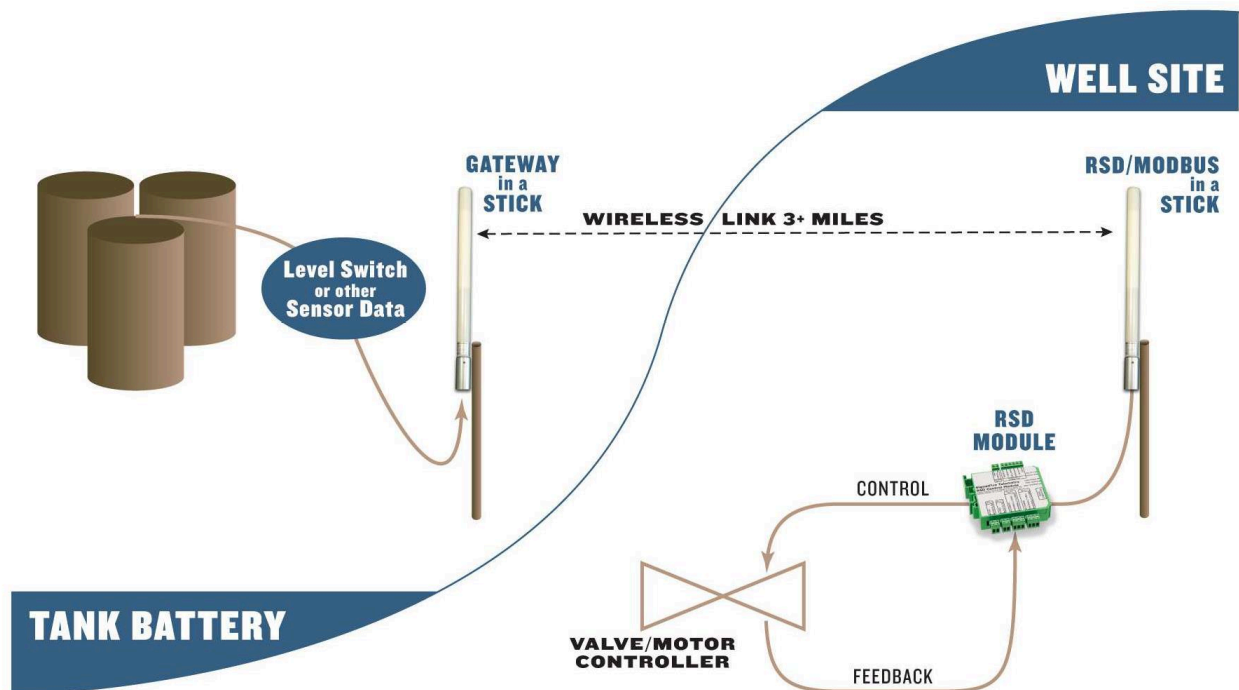 WELL SITE
GATEWAY
in a
STICK
RSD/MODBUS
in a
STICK
WIRELESS LINK 3+ MILES
Level Switch
or other
Sensor Data
RSD
MODULE
CONTROL
TANK BATTERY
VALVE/MOTOR
CONTROLLER
FEEDBACK